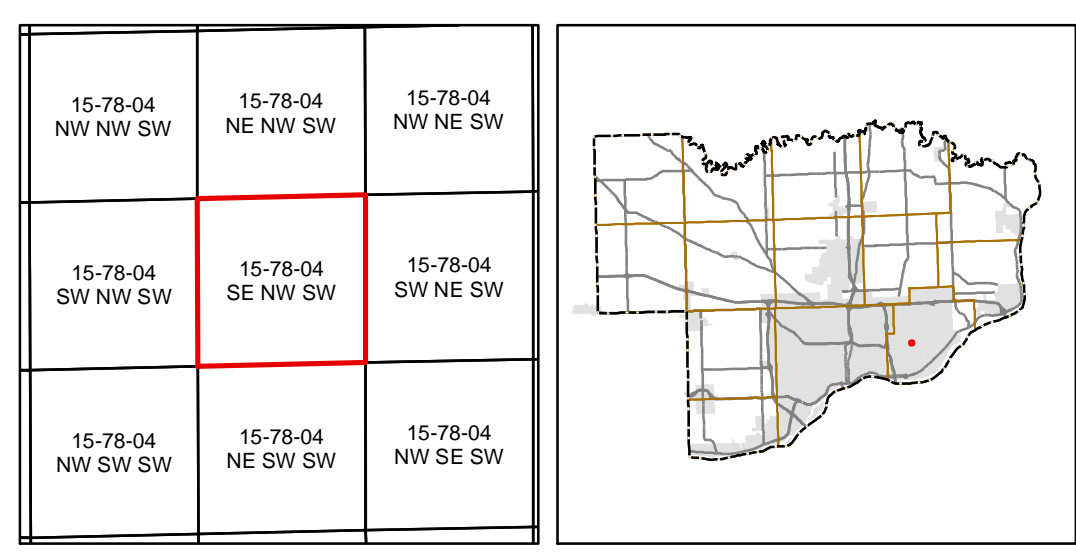 15-78-04
NW NW SW
15-78-04
NE NW SW
15-78-04
NW NE SW
15-78-04
SW NW SW
15-78-04
SE NW SW
15-78-04
SW NE SW
15-78-04
NW SW SW
15-78-04
NE SW SW
15-78-04
NW SE SW